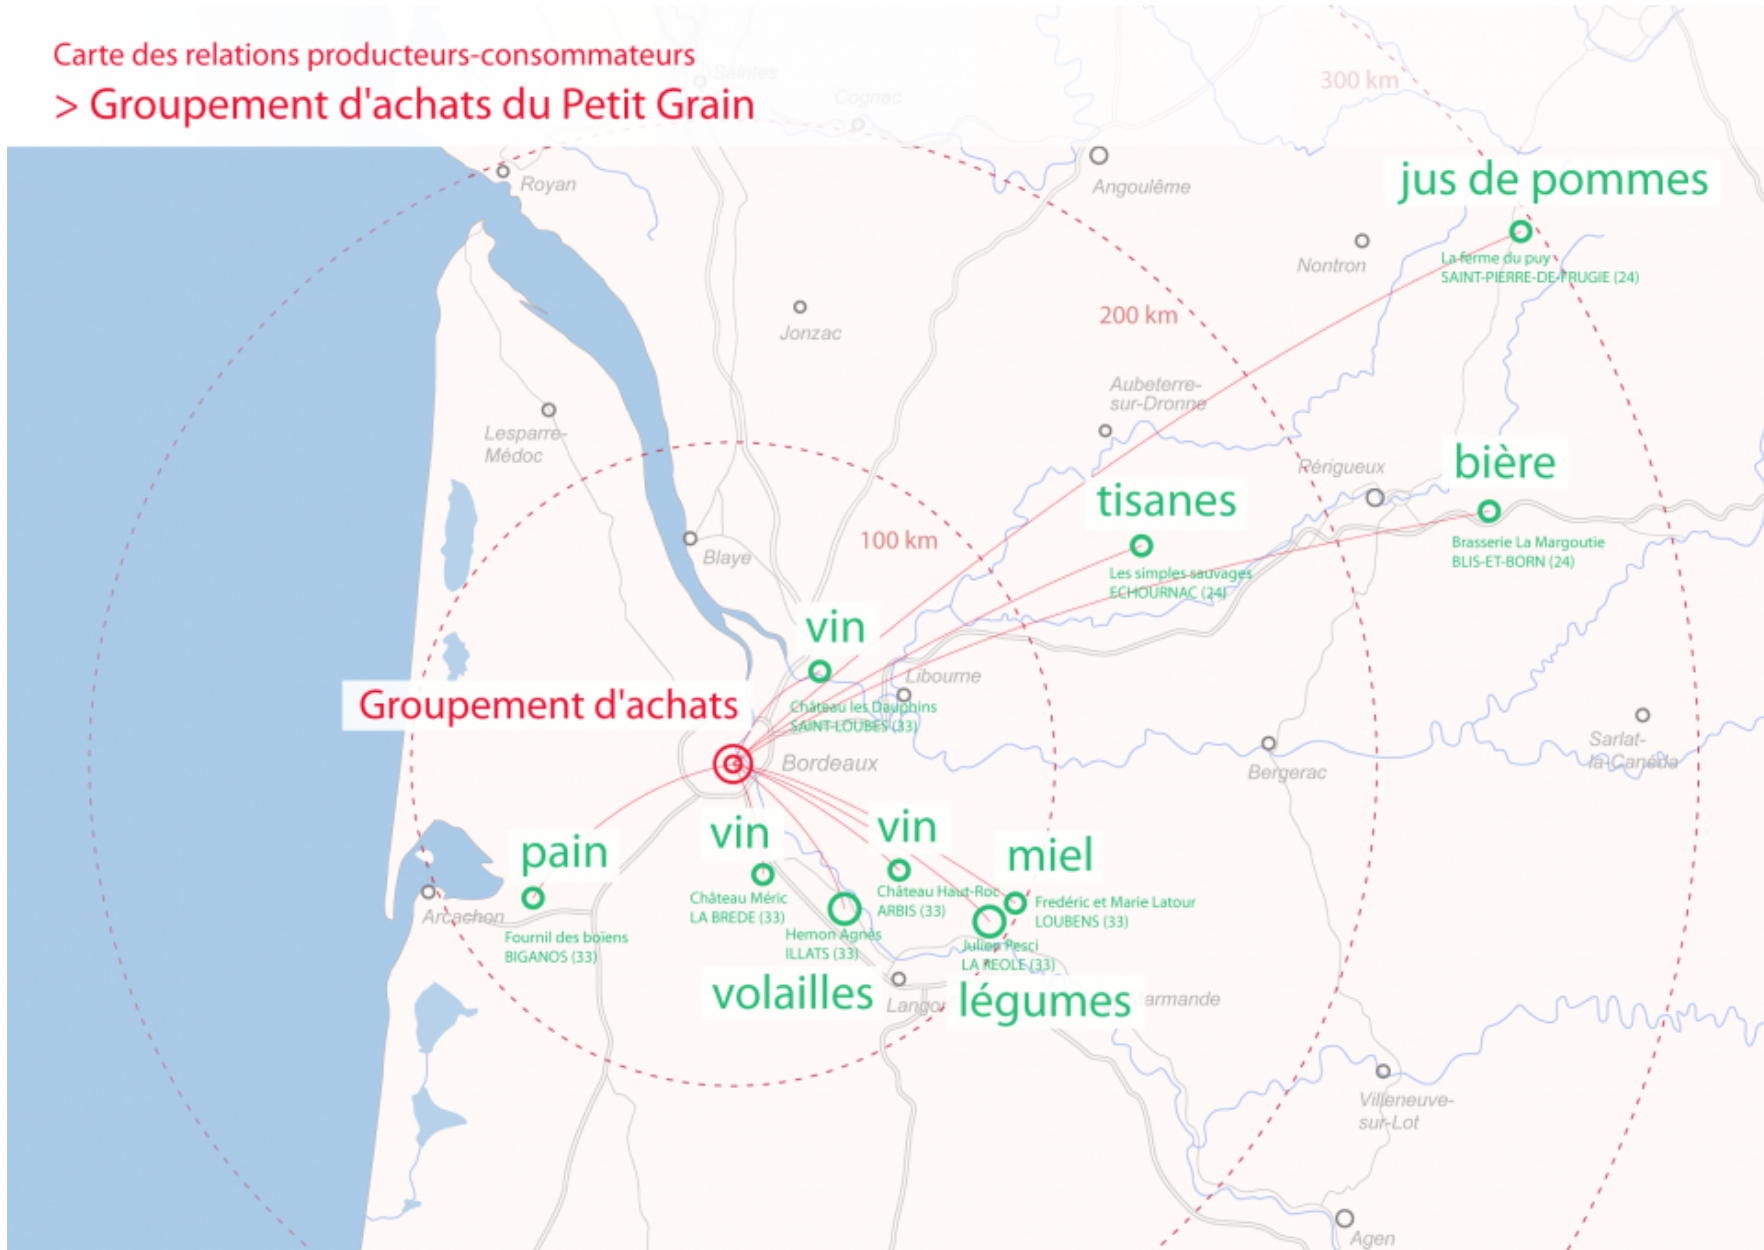 Carte des relations producteurs-consommateurs
> Groupement d'achats du Petit Grain
Saintes
Cognac
300 km
Royan
Angoulême
jus de pommes
La ferme du puy
SAINT-PIERRE-DE-FRUGIE (24)
Nontron
200 km
Jonzac
Aubeterre-
sur-Dronne
Lesparre-
Médoc
Périgueux
bière
Brasserie La Margoutie
BLIS-ET-BORN (24)
tisanes
Les simples sauvages
ECHOURNAC (24)
100 km
Blaye
vin
Château les Dauphins
SAINT-LOUBES (33)
Libourne
Groupement d'achats
Bordeaux
Bergerac
Sarlat-
la-Canéda
pain
Fournil des boïens
BIGANOS (33)
Arcachon
vin
Château Méric
LA BREDE (33)
vin
Château Haut-Roc
ARBIS (33)
miel
Fredéric et Marie Latour
LOUBENS (33)
Hemon Agnès
ILLATS (33)
volailles
Julien Pesci
LA REOLE (33)
légumes
Langon
armande
Villeneuve-
sur-Lot
Agen